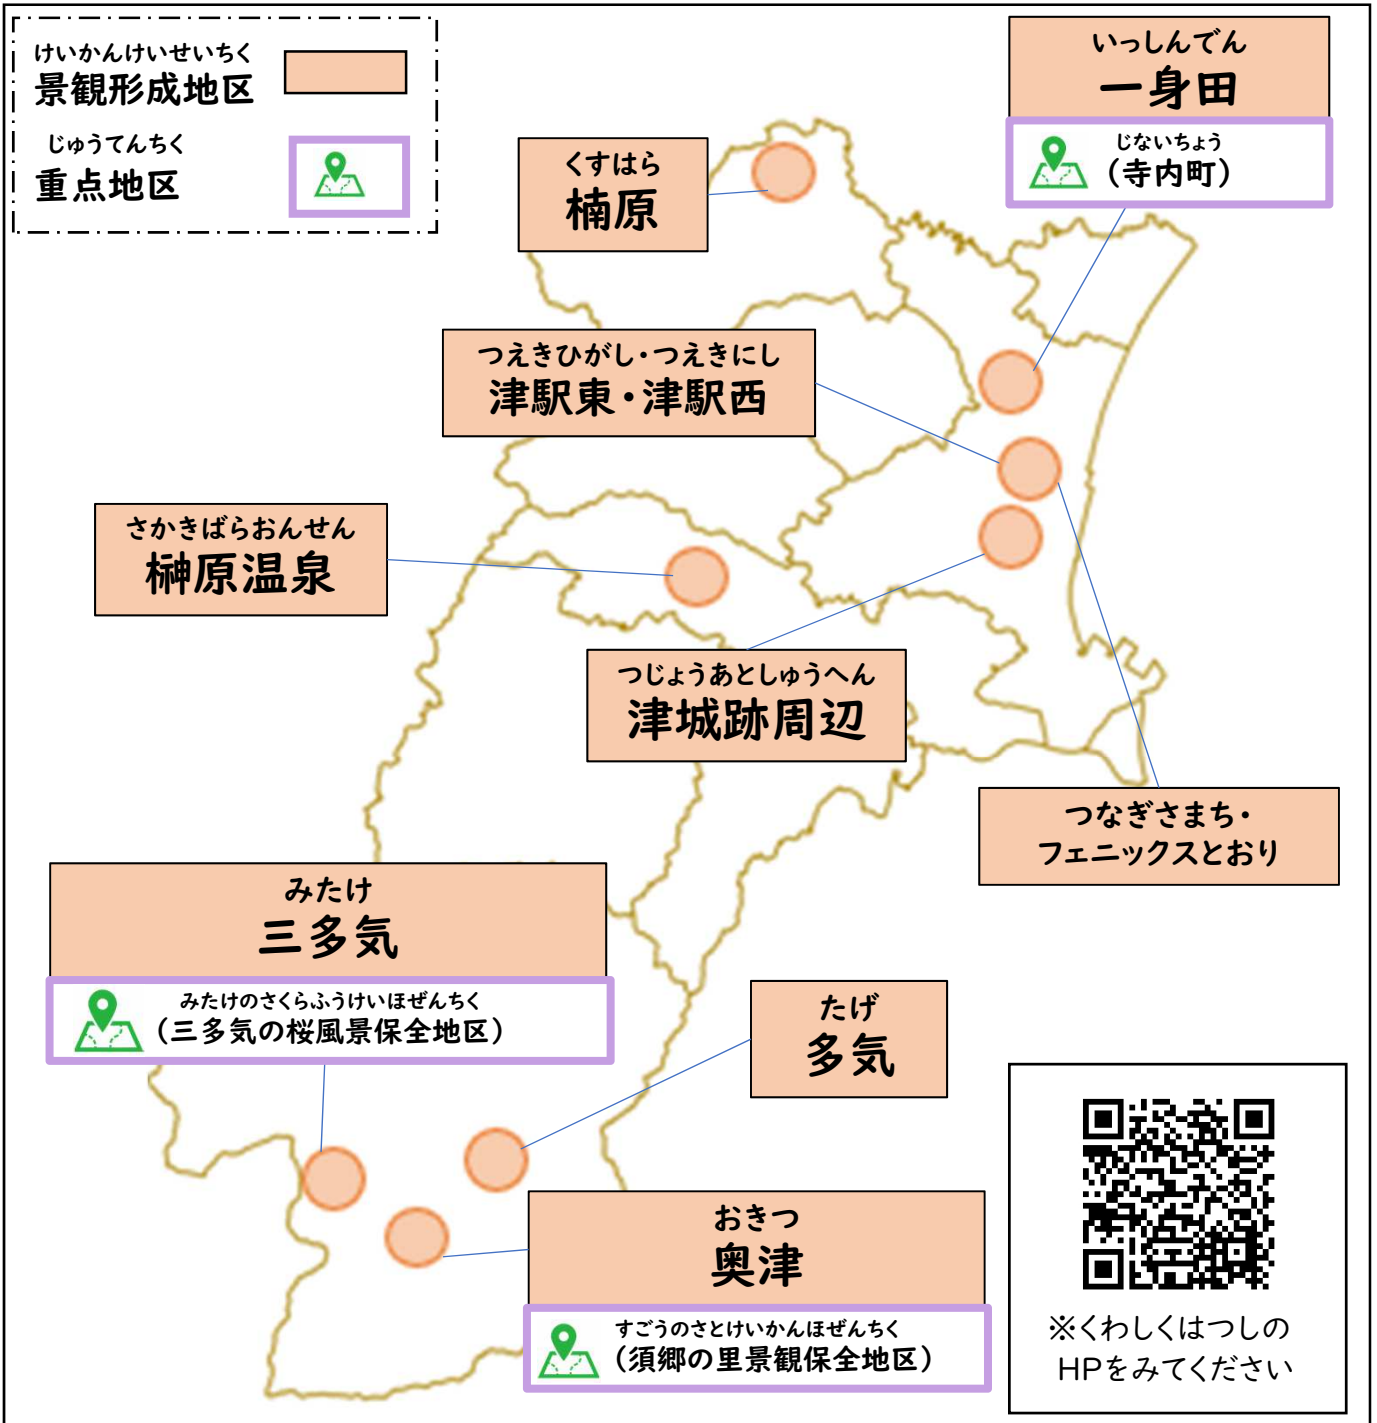 けいかんけいせいちく
景観形成地区
じゅうてんちく
重点地区
いっしんでん
一身田
じないちょう
（寺内町）
くすはら
楠原
つえきひがし・つえきにし
津駅東・津駅西
さかきばらおんせん
榊原温泉
つじょうあとしゅうへん
津城跡周辺
つなぎさまち・
フェニックスとおり
みたけ
三多気
みたけのさくらふうけいほぜんちく
（三多気の桜風景保全地区）
たげ
多気
おきつ
奥津
すごうのさとけいかんほぜんちく
（須郷の里景観保全地区）
※くわしくはつしの
HPをみてください